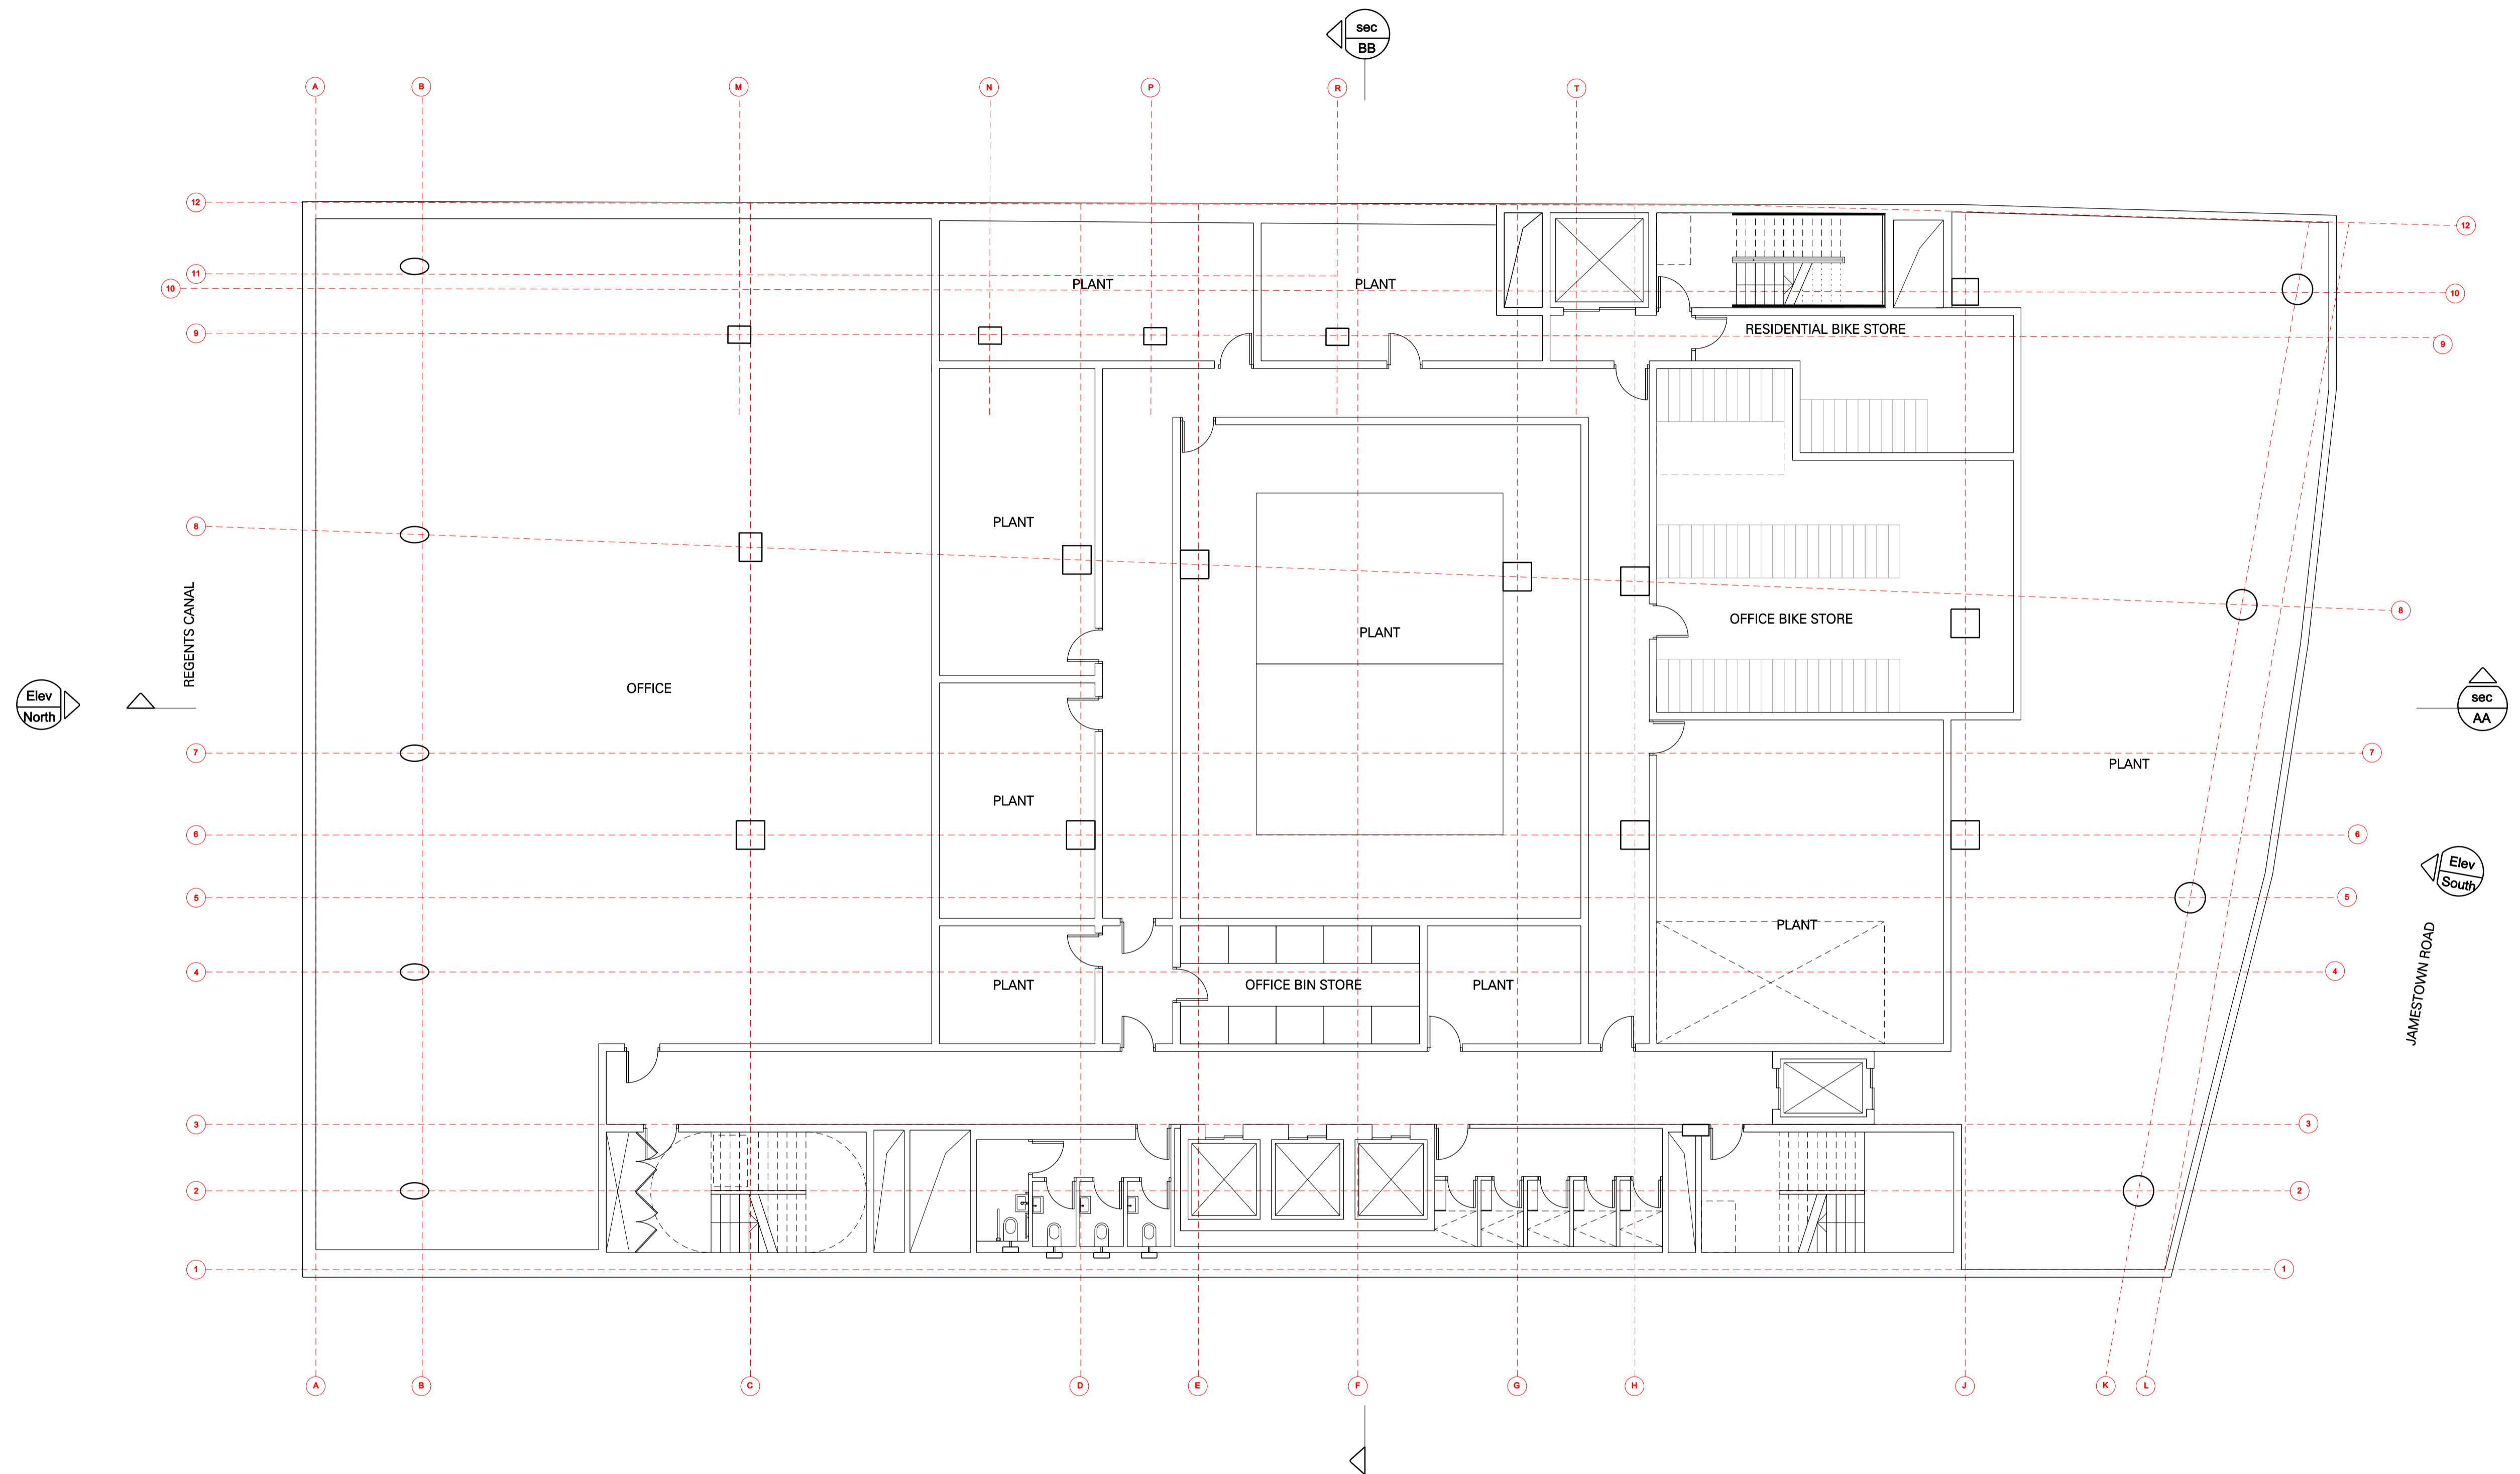 sec
BB
A
B
M
N
P
R
T
12
12
11
10
10
PLANT
PLANT
9
RESIDENTIAL BIKE STORE
9
8
PLANT
8
REGENTS CANAL
OFFICE BIKE STORE
PLANT
Elev
North
OFFICE
sec
AA
7
7
PLANT
PLANT
6
6
Elev
South
5
5
PLANT
JAMESTOWN ROAD
4
4
PLANT
OFFICE BIN STORE
PLANT
3
3
2
2
1
1
A
B
C
D
E
F
G
H
J
K
L